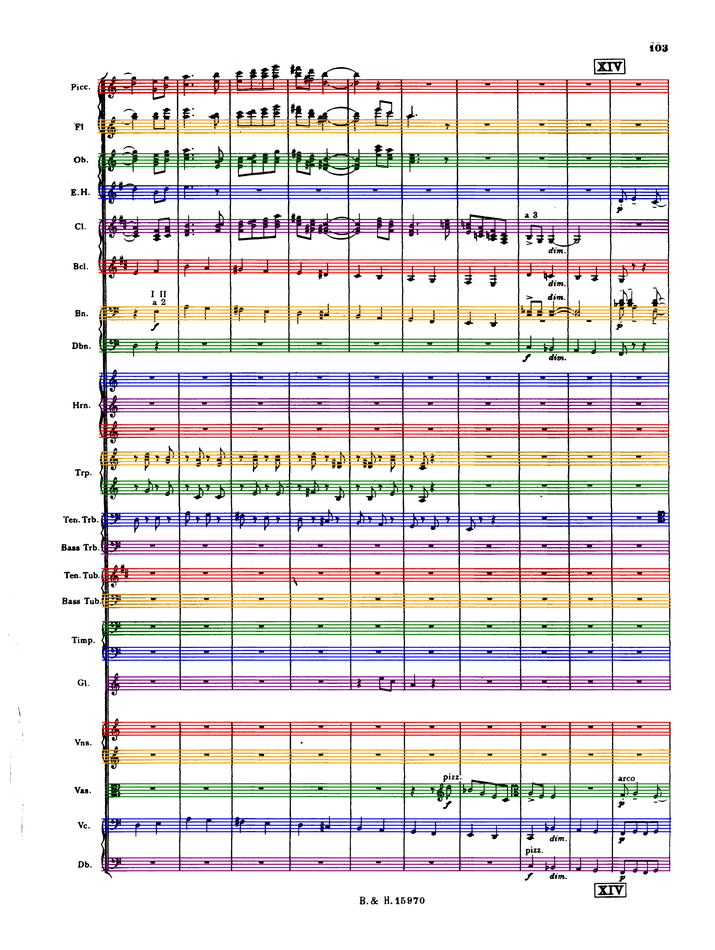 103
XIV
Picc.
Fl
Ob.
E.H.
a 3
Cl.
dim.
Bcl.
dim.
I II
a 2
dim.
Bn.
f
p
Dbn.
f dim.
Hrn.
Trp.
Ten. Trb.
Bass Trb.
Ten. Tub.
Bass Tub.
Timp.
Gl.
Vns.
pizz.
arco
Vas.
f
p
Vc.
dim.
p
pizz.
Db.
f dim.
p
XIV
B. & H. 15970